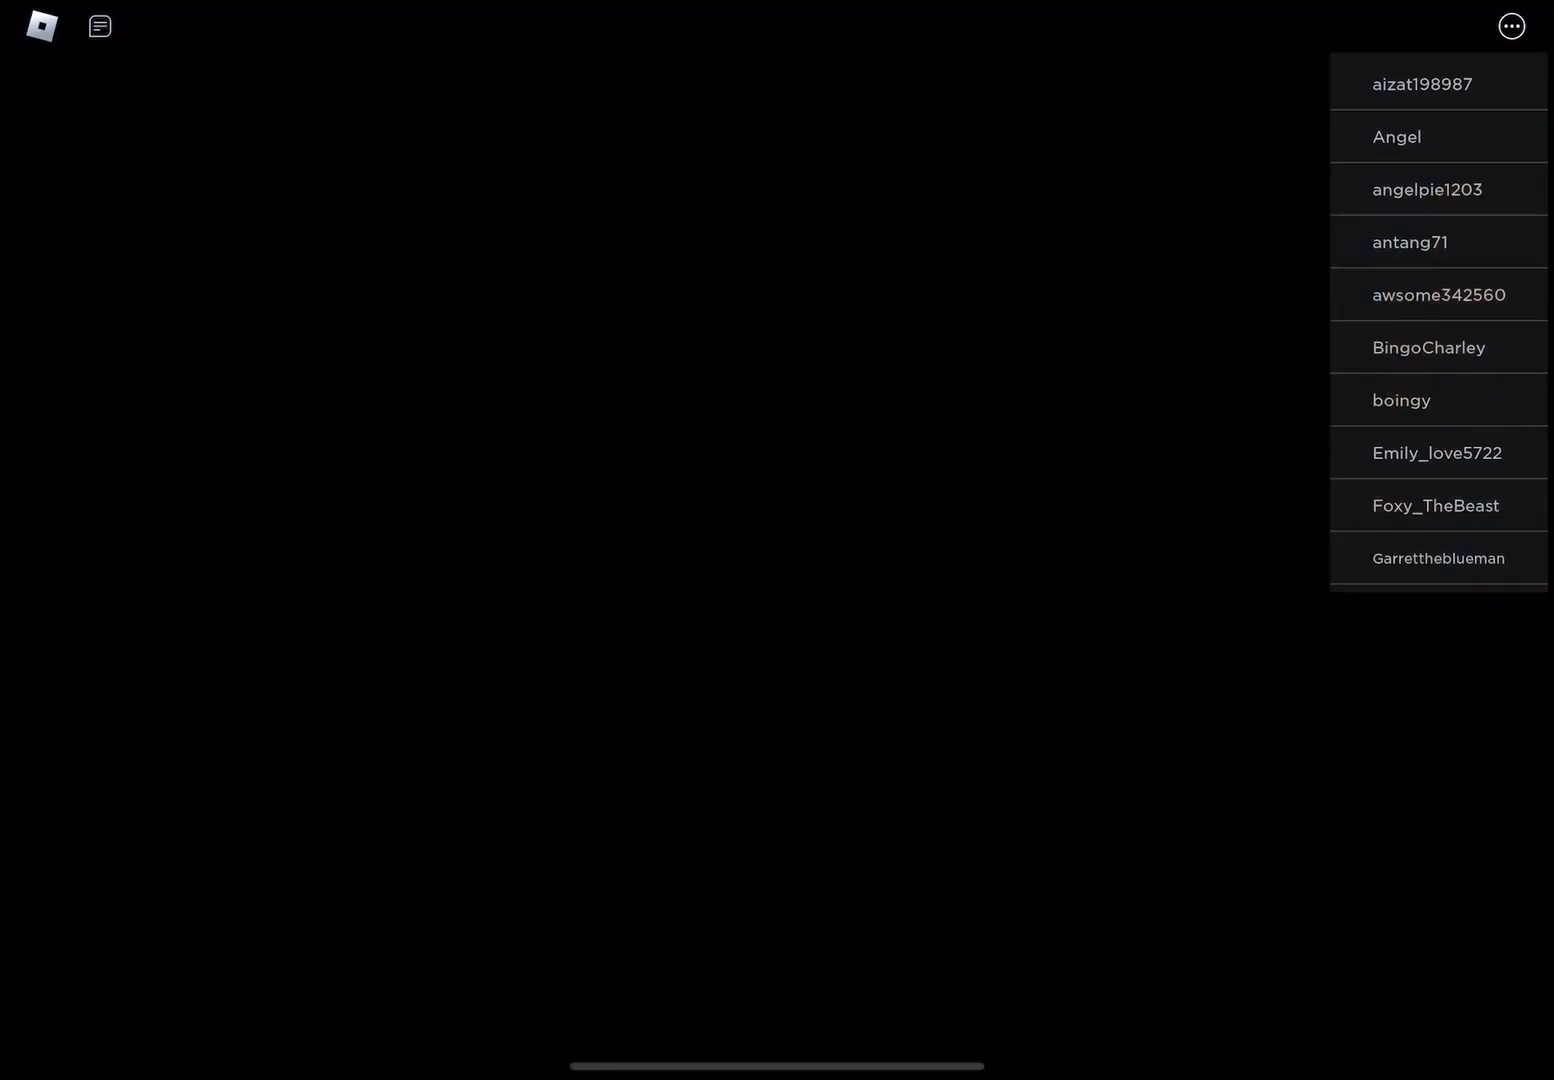 aizat198987
Angel
angelpie1203
antang71
awsome342560
BingoCharley
boingy
Emily_love5722
Foxy_TheBeast
Garretttheblueman